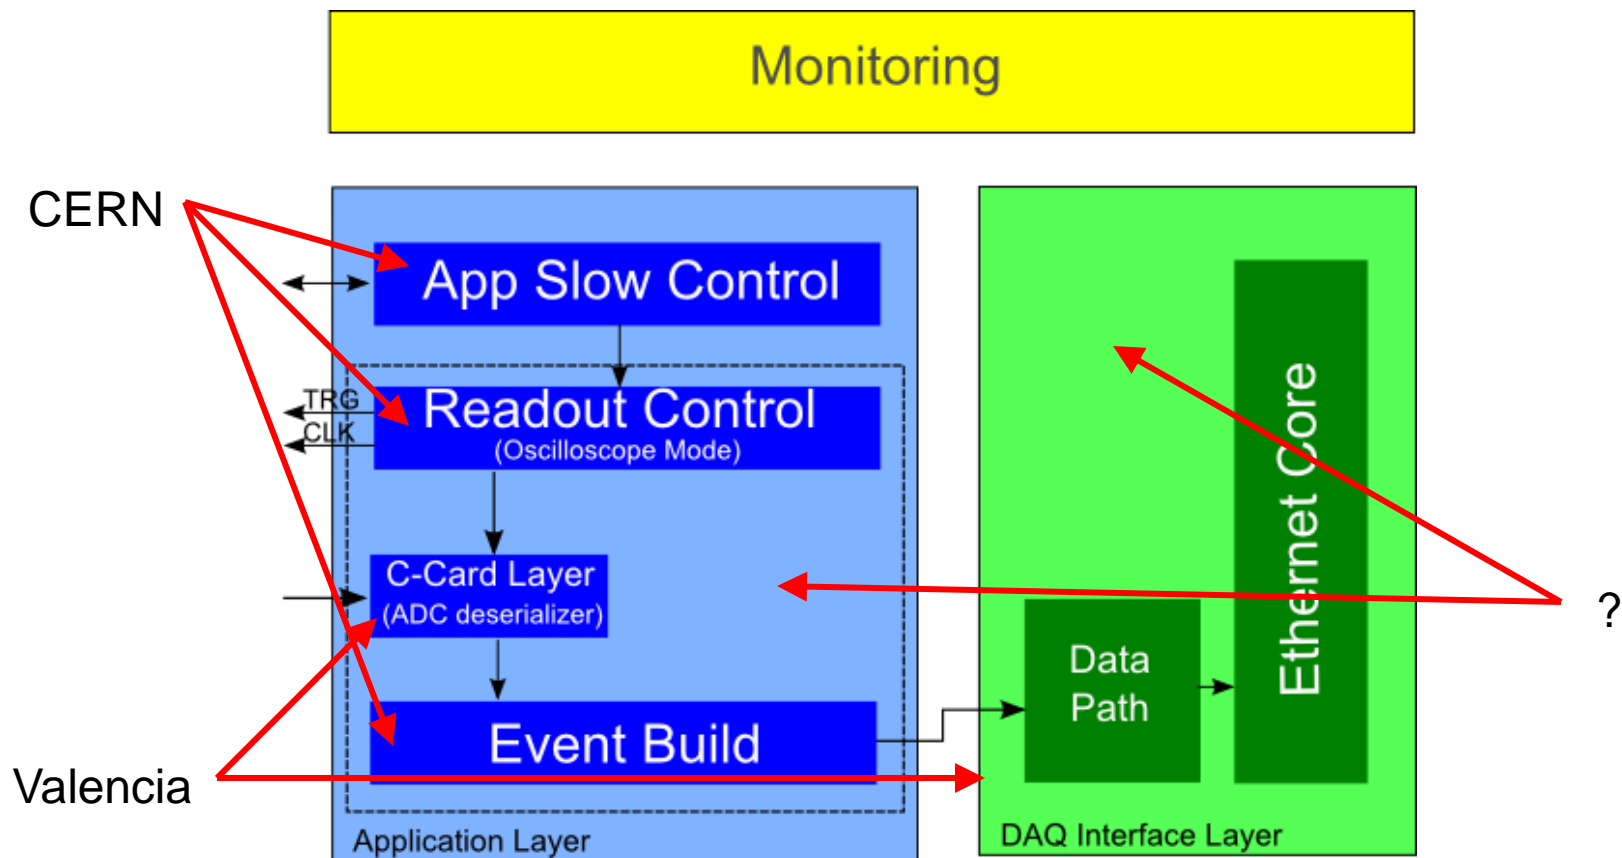 Monitoring
CERN
App Slow Control
TRG
CLK
Readout Control
(Oscilloscope Mode)
C-Card Layer
(ADC deserializer)
Event Build
Valencia
Application Layer
Ethernet Core
Data
Path
DAQ Interface Layer
?